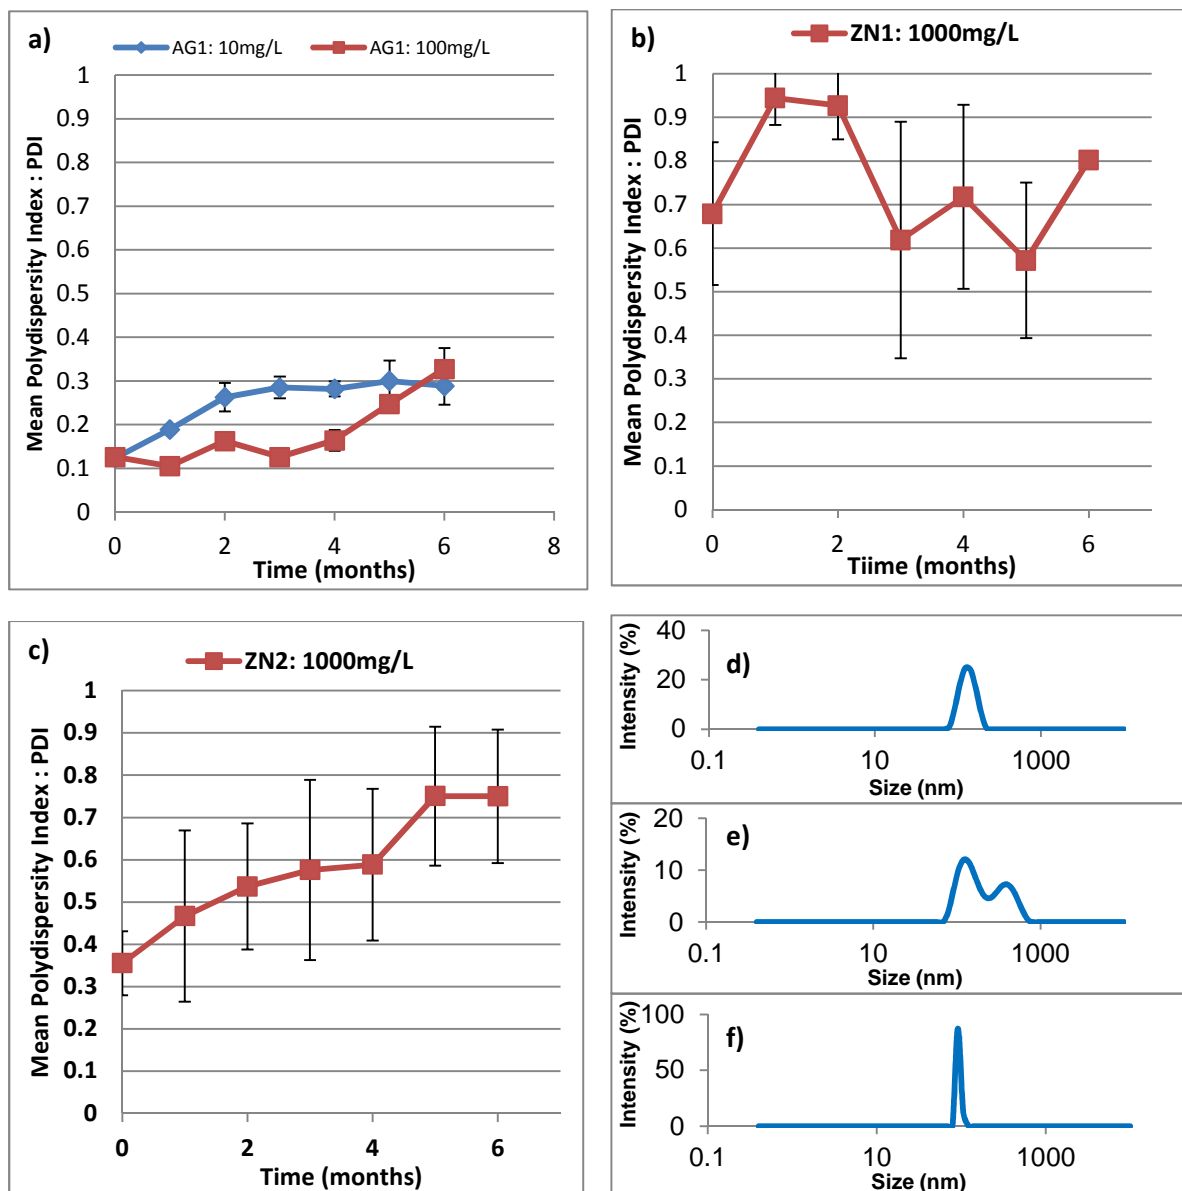 a)
AG1: 10mg/L AG1: 100mg/L
Mean Polydispersity Index : PDI
1
0.9
0.8
0.7
0.6
0.5
0.4
0.3
0.2
0.1
0
0 2 4 6 8
Time (months)
b)
ZN1: 1000mg/L
Mean Polydispersity Index : PDI
1
0.9
0.8
0.7
0.6
0.5
0.4
0.3
0.2
0.1
0
0 2 4 6
Tiime (months)
c)
ZN2: 1000mg/L
Mean Polydispersity Index : PDI
1
0.9
0.8
0.7
0.6
0.5
0.4
0.3
0.2
0.1
0
0 2 4 6
Time (months)
d)
Intensity (%)
40
20
0
0.1 10 1000
Size (nm)
e)
Intensity (%)
20
10
0
0.1 10 1000
Size (nm)
f)
Intensity (%)
100
50
0
0.1 10 1000
Size (nm)